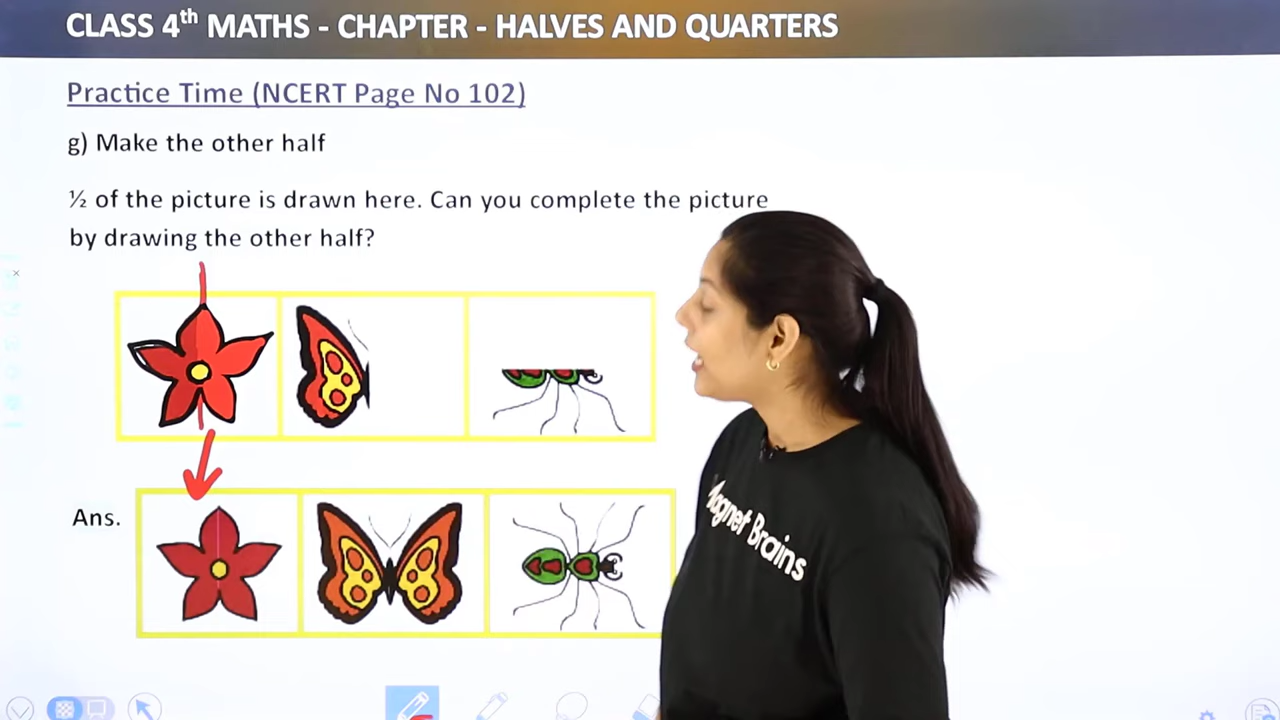 CLASS 4th MATHS - CHAPTER - HALVES AND QUARTERS
Practice Time (NCERT Page No 102)
g) Make the other half
½ of the picture is drawn here. Can you complete the picture
by drawing the other half?
Ans.
Magnet Brains